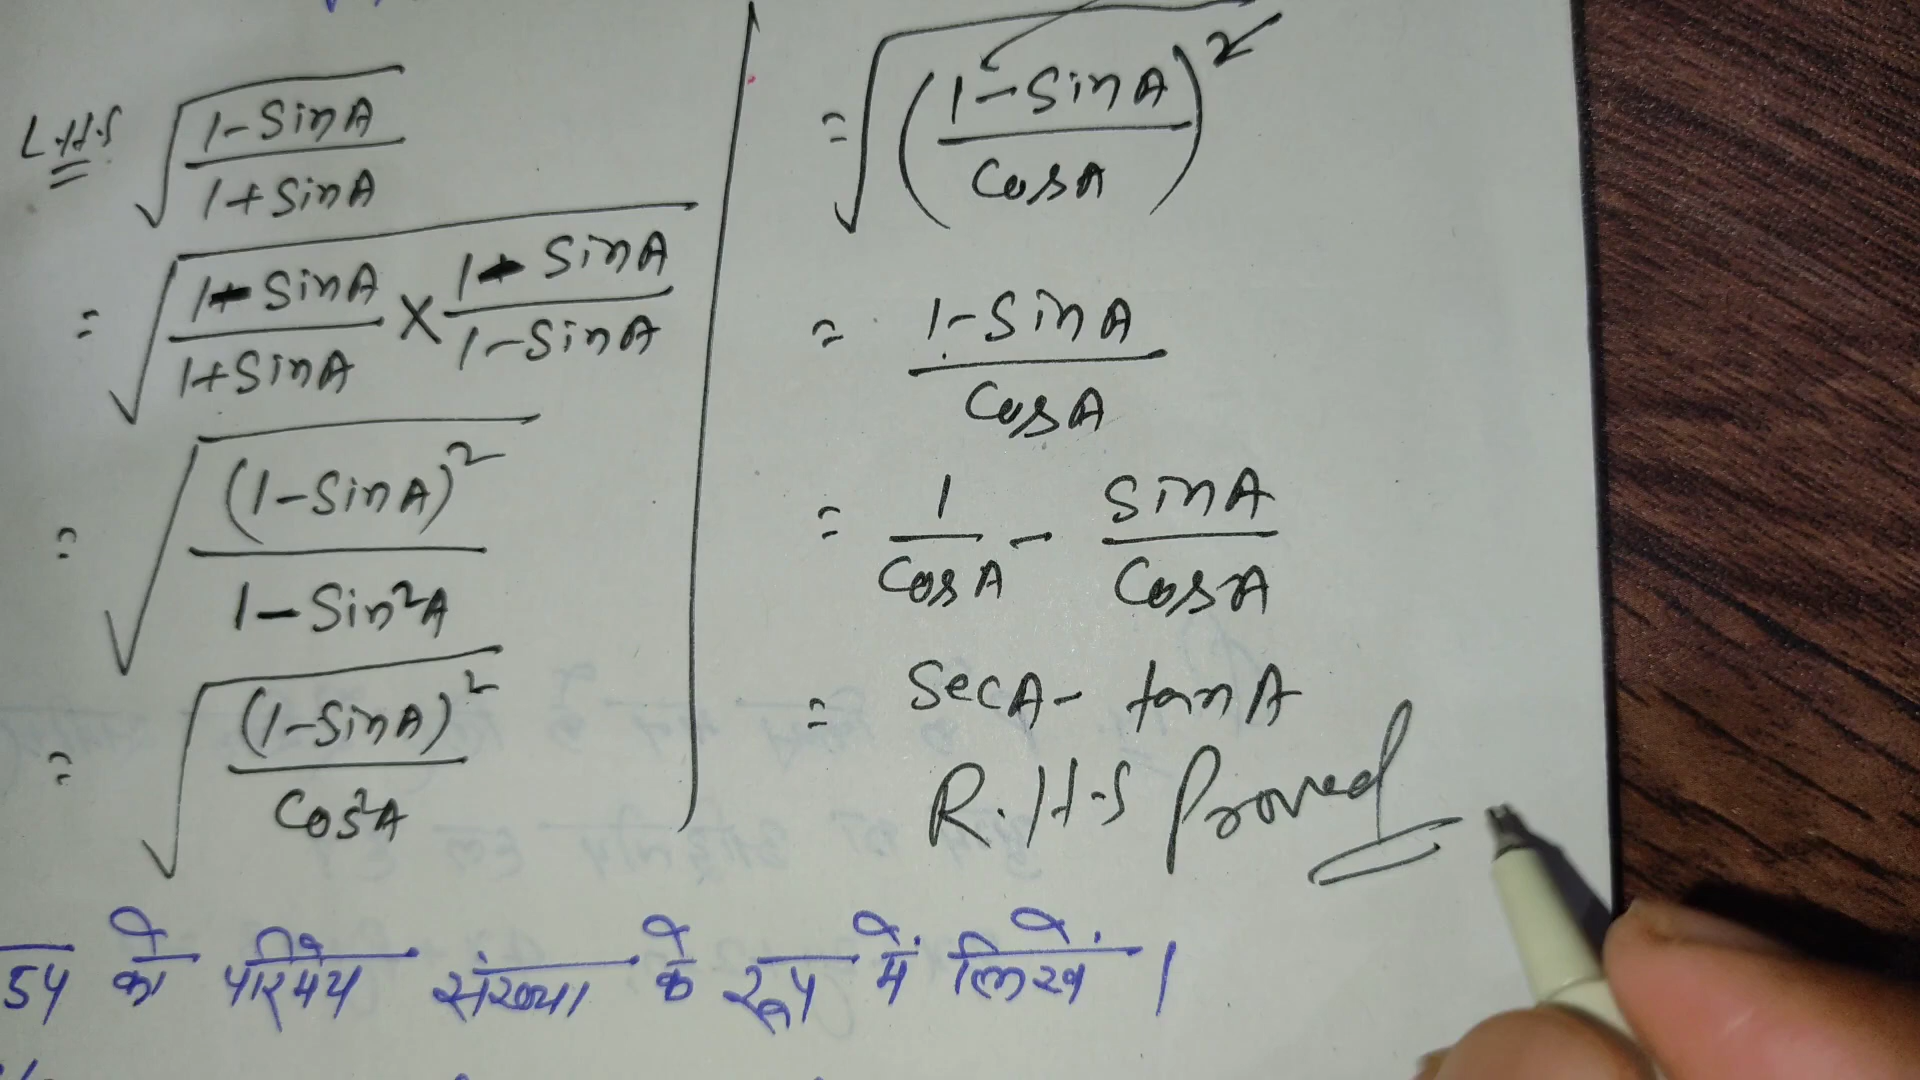 L.H.S √((1-SinA)/(1+SinA))
= √((1-SinA)/(1+SinA) × (1-SinA)/(1-SinA))
= √((1-SinA)²/(1-Sin²A))
= √((1-SinA)²/Cos²A)
= √((1-SinA)/CosA)²
= (1-SinA)/CosA
= 1/CosA - SinA/CosA
= SecA- tanA
R.H.S Proved
54 को परिमेय संख्या के रूप में लिखें।